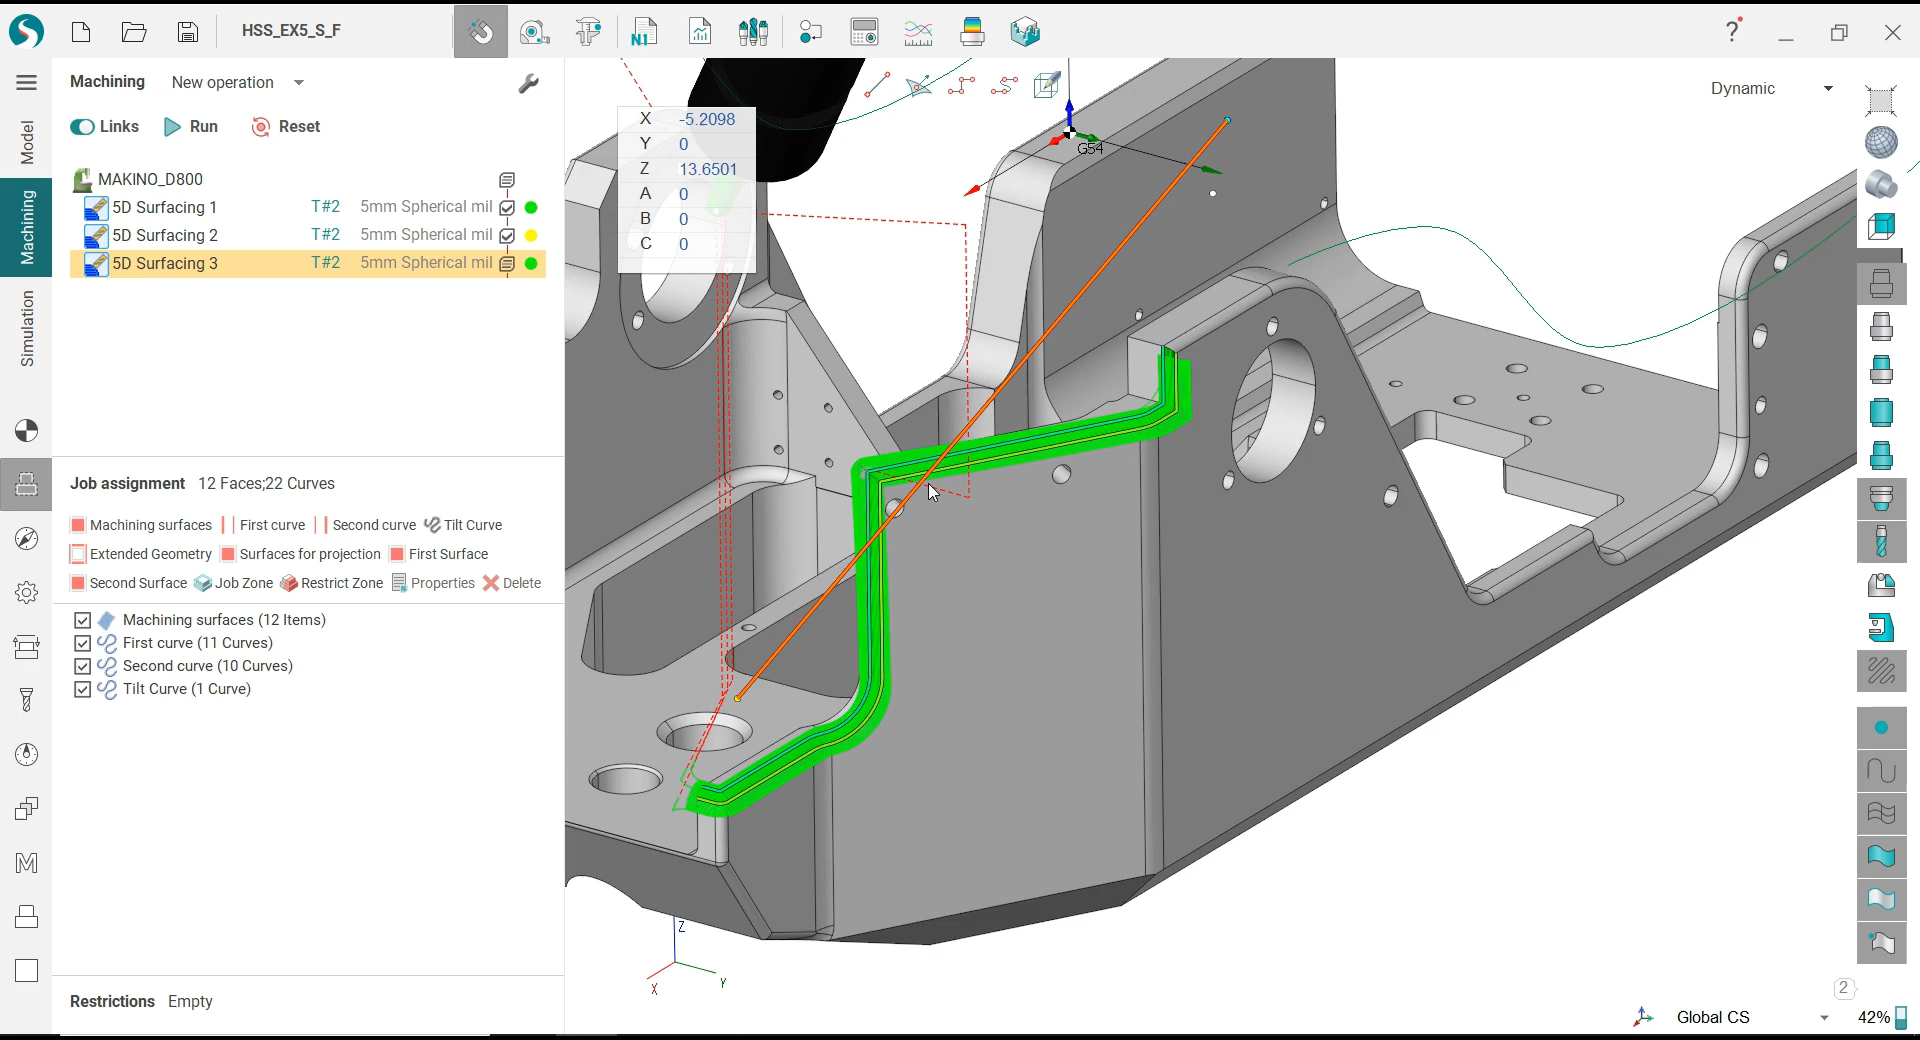 HSS_EX5_S_F
N1
?
Machining New operation
Dynamic
Links Run Reset
Model
Machining
Simulation
MAKINO_D800
5D Surfacing 1 T#2 5mm Spherical mil
5D Surfacing 2 T#2 5mm Spherical mil
5D Surfacing 3 T#2 5mm Spherical mil
X -5.2098
Y 0
Z 13.6501
A 0
B 0
C 0
G54
Job assignment 12 Faces;22 Curves
Machining surfaces First curve Second curve Tilt Curve
Extended Geometry Surfaces for projection First Surface
Second Surface Job Zone Restrict Zone Properties Delete
Machining surfaces (12 Items)
First curve (11 Curves)
Second curve (10 Curves)
Tilt Curve (1 Curve)
M
Z
X
Y
Restrictions Empty
2
Global CS 42%